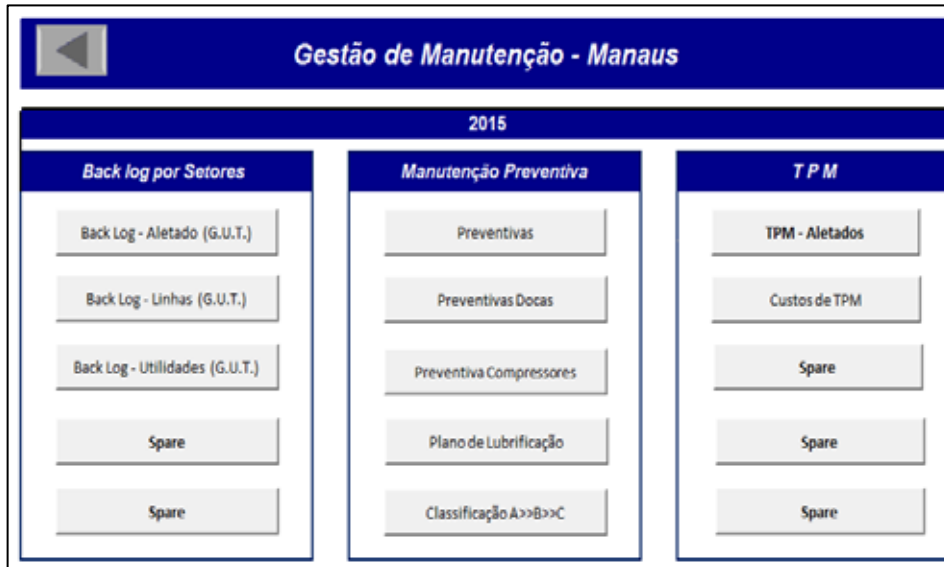 Gestão de Manutenção - Manaus
2015
Back log por Setores
Back Log - Aletado (G.U.T.)
Back Log - Linhas (G.U.T.)
Back Log - Utilidades (G.U.T.)
Spare
Spare
Manutenção Preventiva
Preventivas
Preventivas Docas
Preventiva Compressores
Plano de Lubrificação
Classificação A>>B>>C
T P M
TPM - Aletados
Custos de TPM
Spare
Spare
Spare